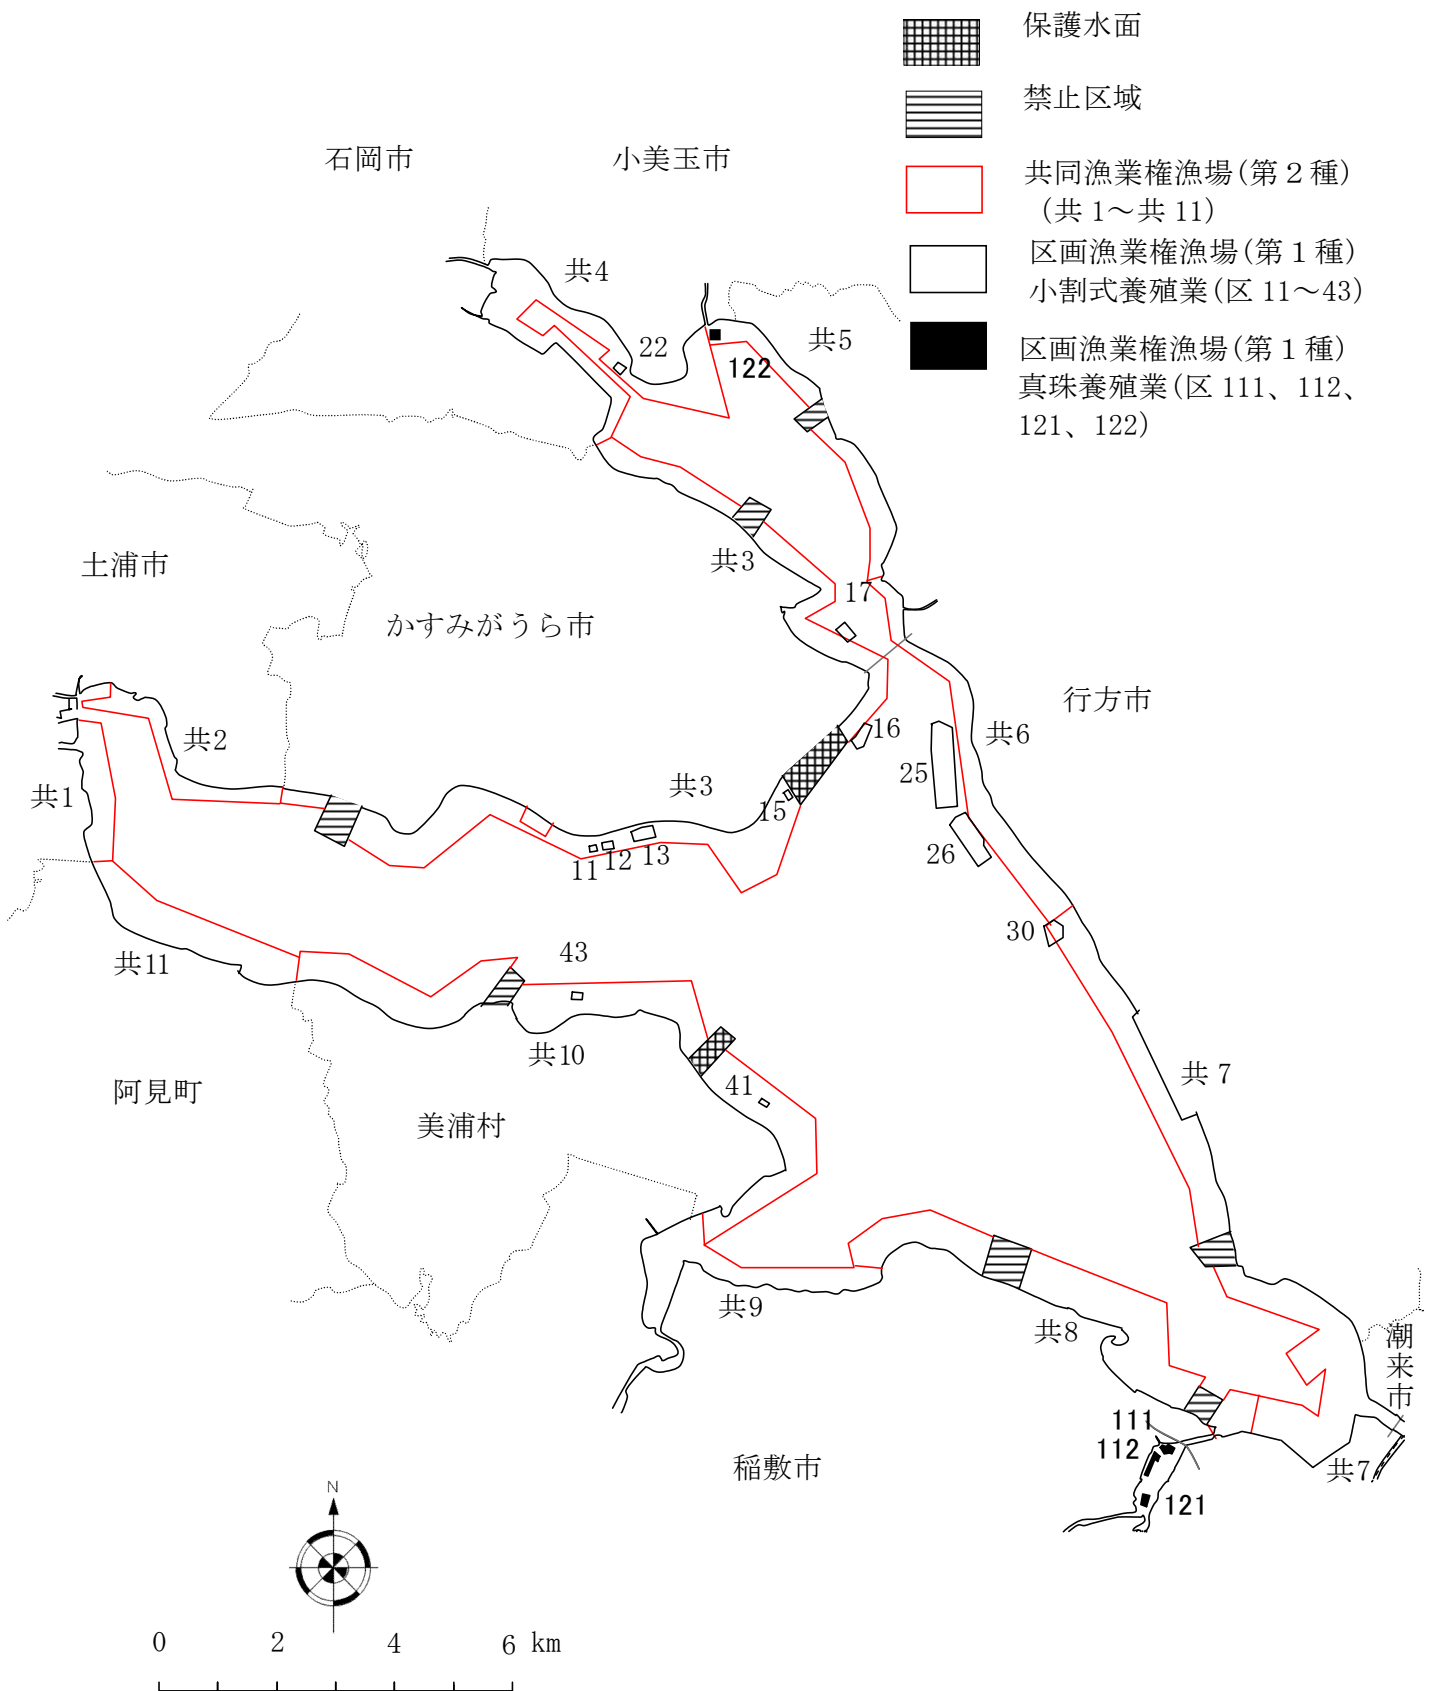 保護水面
禁止区域
共同漁業権漁場(第２種)
(共 1～共 11)
区画漁業権漁場(第１種)
小割式養殖業(区 11～43)
区画漁業権漁場(第１種)
真珠養殖業(区 111、112、
121、122)
石岡市
小美玉市
共4
22
122
共5
共3
17
土浦市
かすみがうら市
行方市
共2
16
共6
共1
共3
25
15
11
12
13
26
30
共11
43
共10
41
共 7
阿見町
美浦村
共9
共8
潮来市
111
112
121
共7
稲敷市
N
0 2 4 6 km